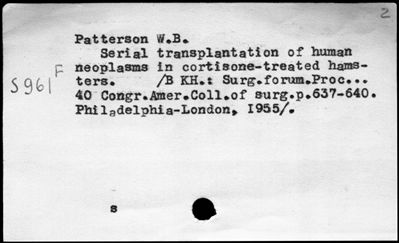 2
Patterson W.B.
Serial transplantation of human
neoplasms in cortisone-treated hams-
S961 F
ters. /В КН.: Surg.forum.Proc...
40 Congr.Amer.Coll.of surg.p.637-640.
Philadelphia-London, 1955/.
s